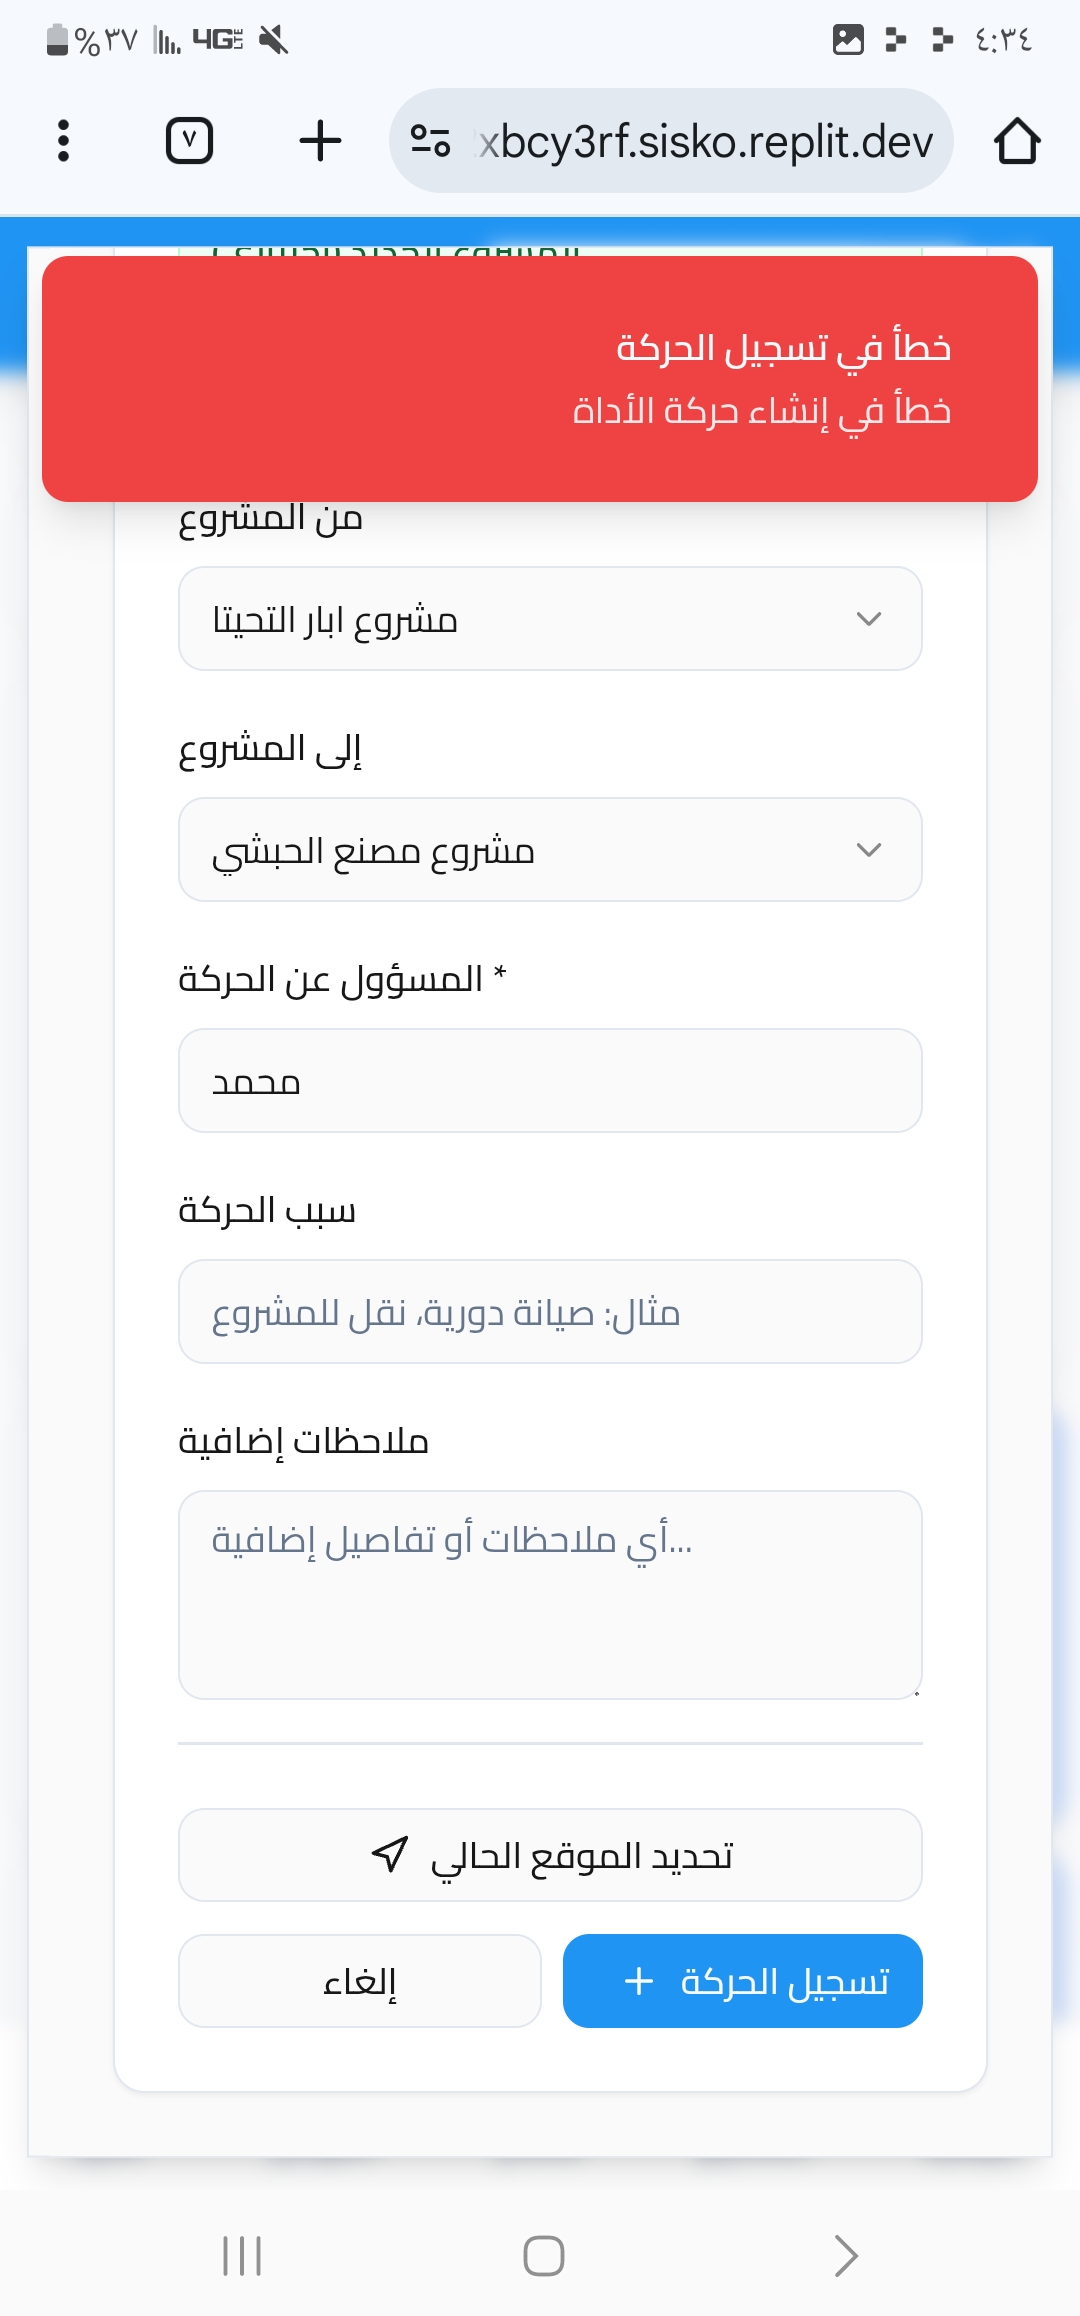 %٣٧ 4G LTE ٤:٣٤
٧ xbcy3rf.sisko.replit.dev
خطأ في تسجيل الحركة
خطأ في إنشاء حركة الأداة
من المشروع
مشروع ابار التحيتا
إلى المشروع
مشروع مصنع الحبشي
* المسؤول عن الحركة
محمد
سبب الحركة
مثال: صيانة دورية، نقل للمشروع
ملاحظات إضافية
...أي ملاحظات أو تفاصيل إضافية
تحديد الموقع الحالي
تسجيل الحركة
إلغاء